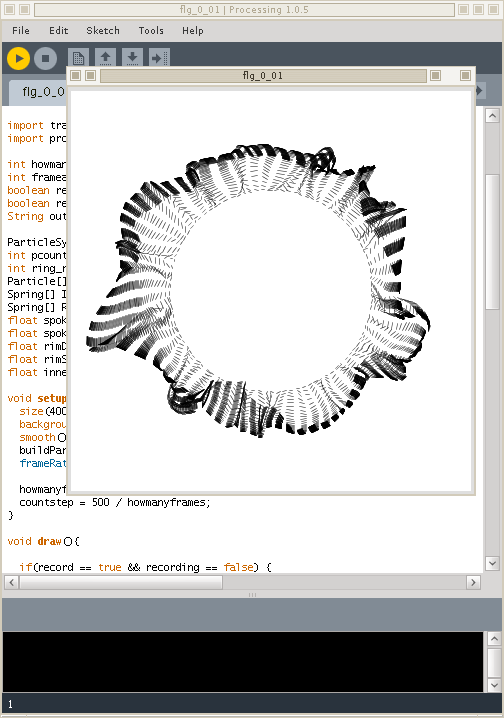 flg_0_01 | Processing 1.0.5
File Edit Sketch Tools Help
flg_0_01
flg_0_0
import tra
import pro
int howman
int framea
boolean re
boolean re
String out
ParticleSy
int pcount
int ring_r
Particle[]
Spring[] I
Spring[] R
float spok
float spok
float rimD
float rimS
float inne
void setup
size(400
backgrou
smooth()
buildPar
frameRat
howmanyf
countstep = 500 / howmanyframes;
}
void draw() {
if(record == true && recording == false) {
1